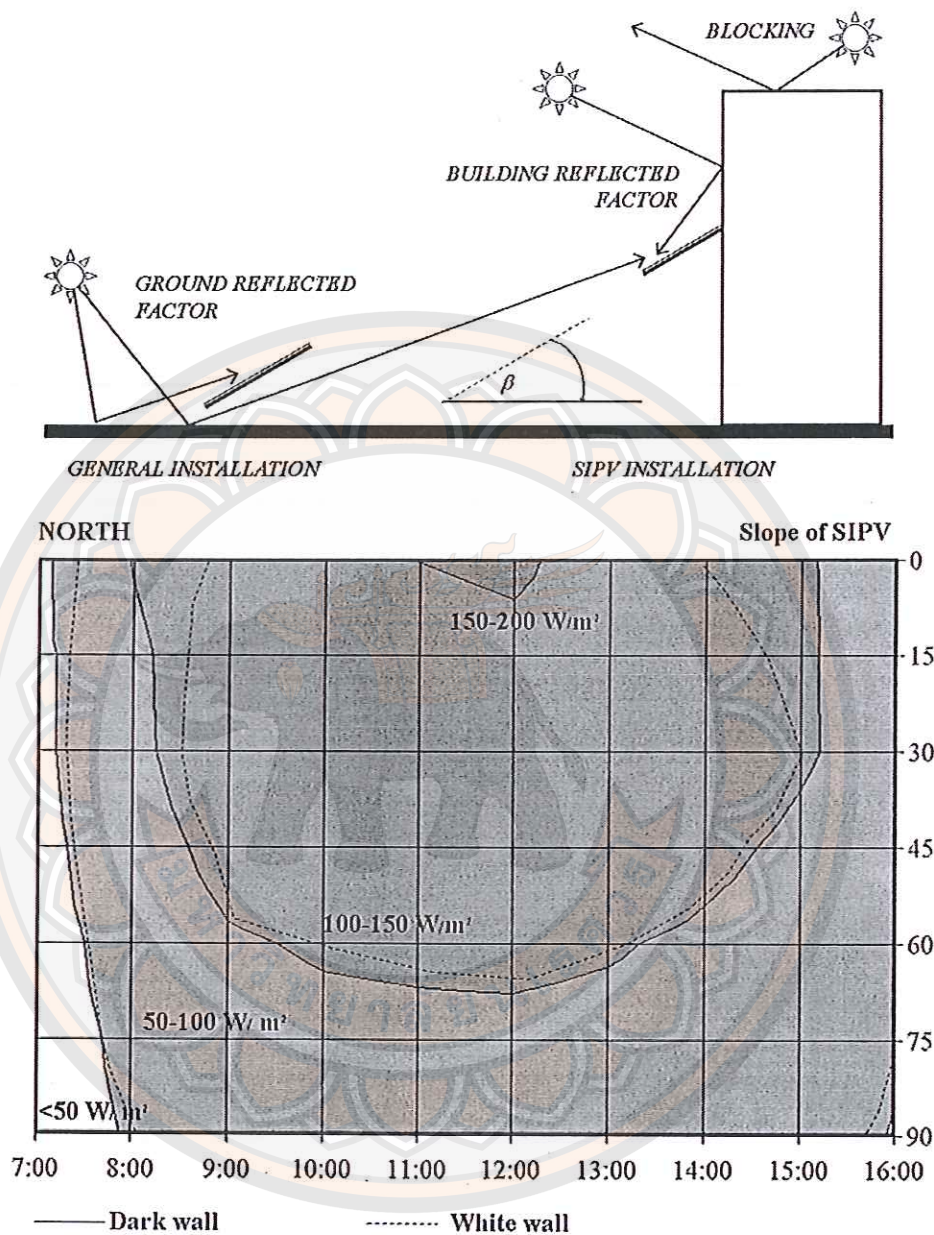 BLOCKING
BUILDING REFLECTED
FACTOR
GROUND REFLECTED
FACTOR
β
GENERAL INSTALLATION
SIPV INSTALLATION
NORTH
Slope of SIPV
0
150-200 W/m²
15
30
45
100-150 W/m²
60
50-100 W/ m²
75
<50 W/ m²
90
7:00 8:00 9:00 10:00 11:00 12:00 13:00 14:00 15:00 16:00
Dark wall
White wall